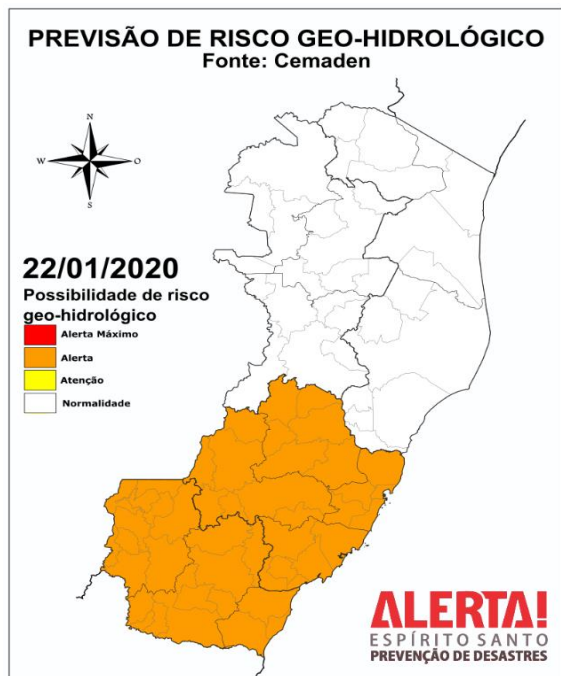 PREVISÃO DE RISCO GEO-HIDROLÓGICO
Fonte: Cemaden
N
W
O
S
22/01/2020
Possibilidade de risco
geo-hidrológico
Alerta Máximo
Alerta
Atenção
Normalidade
ALERTA!
ESPÍRITO SANTO
PREVENÇÃO DE DESASTRES